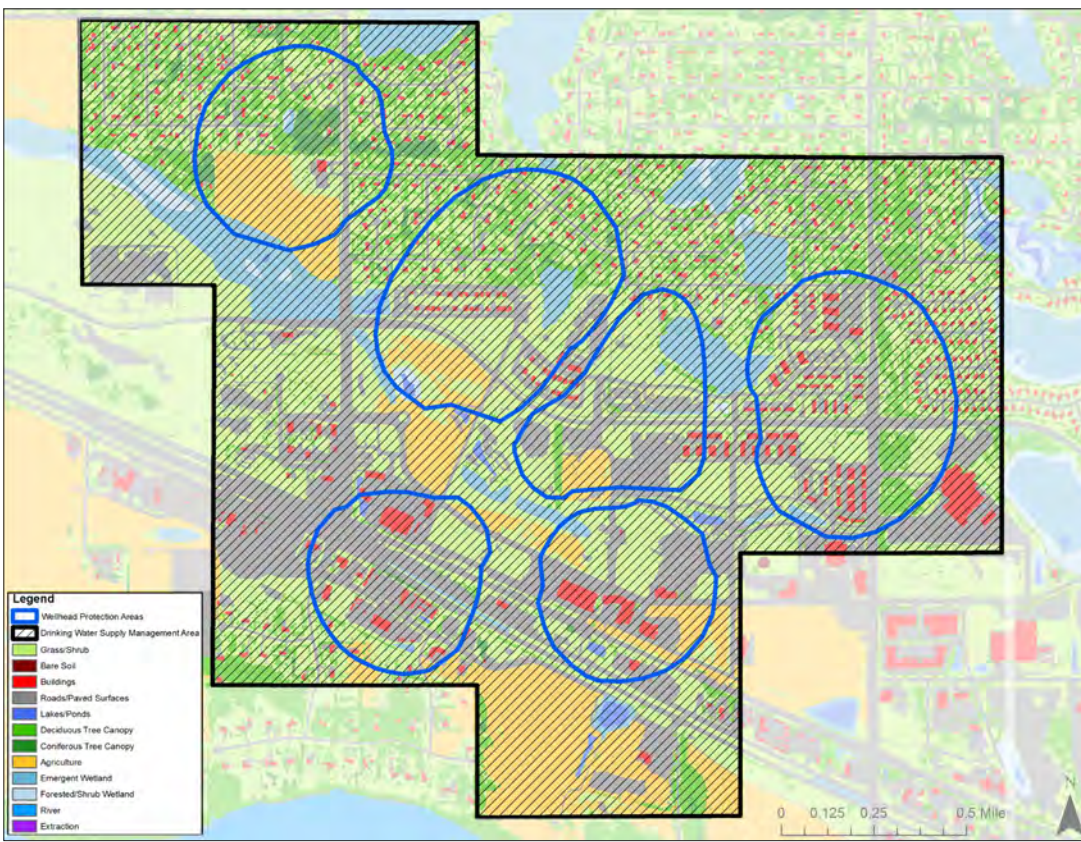 Legend
Wellhead Protection Areas
Drinking Water Supply Management Area
Grass/Shrub
Bare Soil
Buildings
Roads/Paved Surfaces
Lakes/Ponds
Deciduous Tree Canopy
Coniferous Tree Canopy
Agriculture
Emergent Wetland
Forested/Shrub Wetland
River
Extraction
0 0.125 0.25 0.5 Mile
N